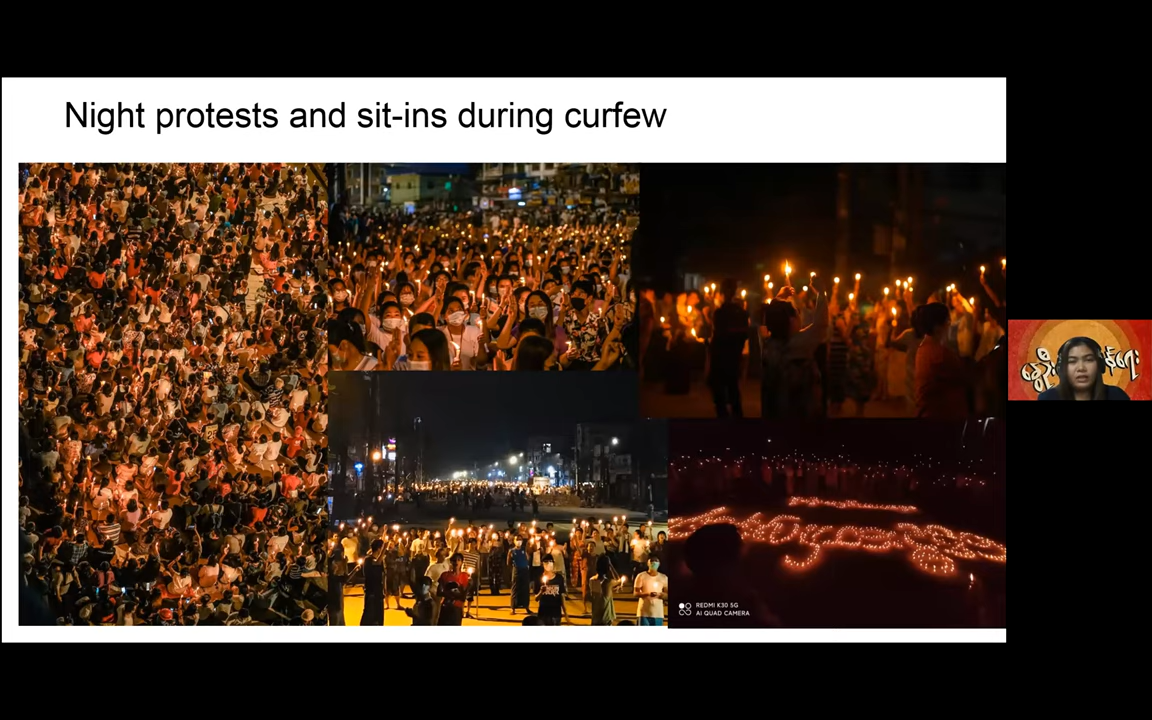 Night protests and sit-ins during curfew
REDMI K30 5G
AI QUAD CAMERA